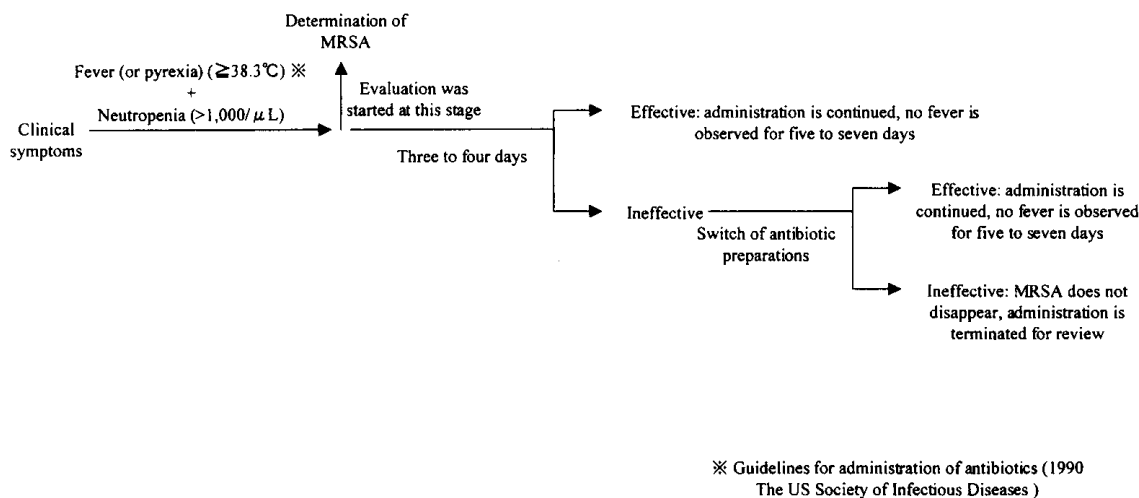 Determination of
MRSA
Fever (or pyrexia) (≧38.3℃) ※
+
Neutropenia (>1,000/μL)
Clinical
symptoms
Evaluation was
started at this stage
Three to four days
Effective: administration is continued, no fever is
observed for five to seven days
Ineffective
Switch of antibiotic
preparations
Effective: administration is
continued, no fever is observed
for five to seven days
Ineffective: MRSA does not
disappear, administration is
terminated for review
※ Guidelines for administration of antibiotics (1990
The US Society of Infectious Diseases )